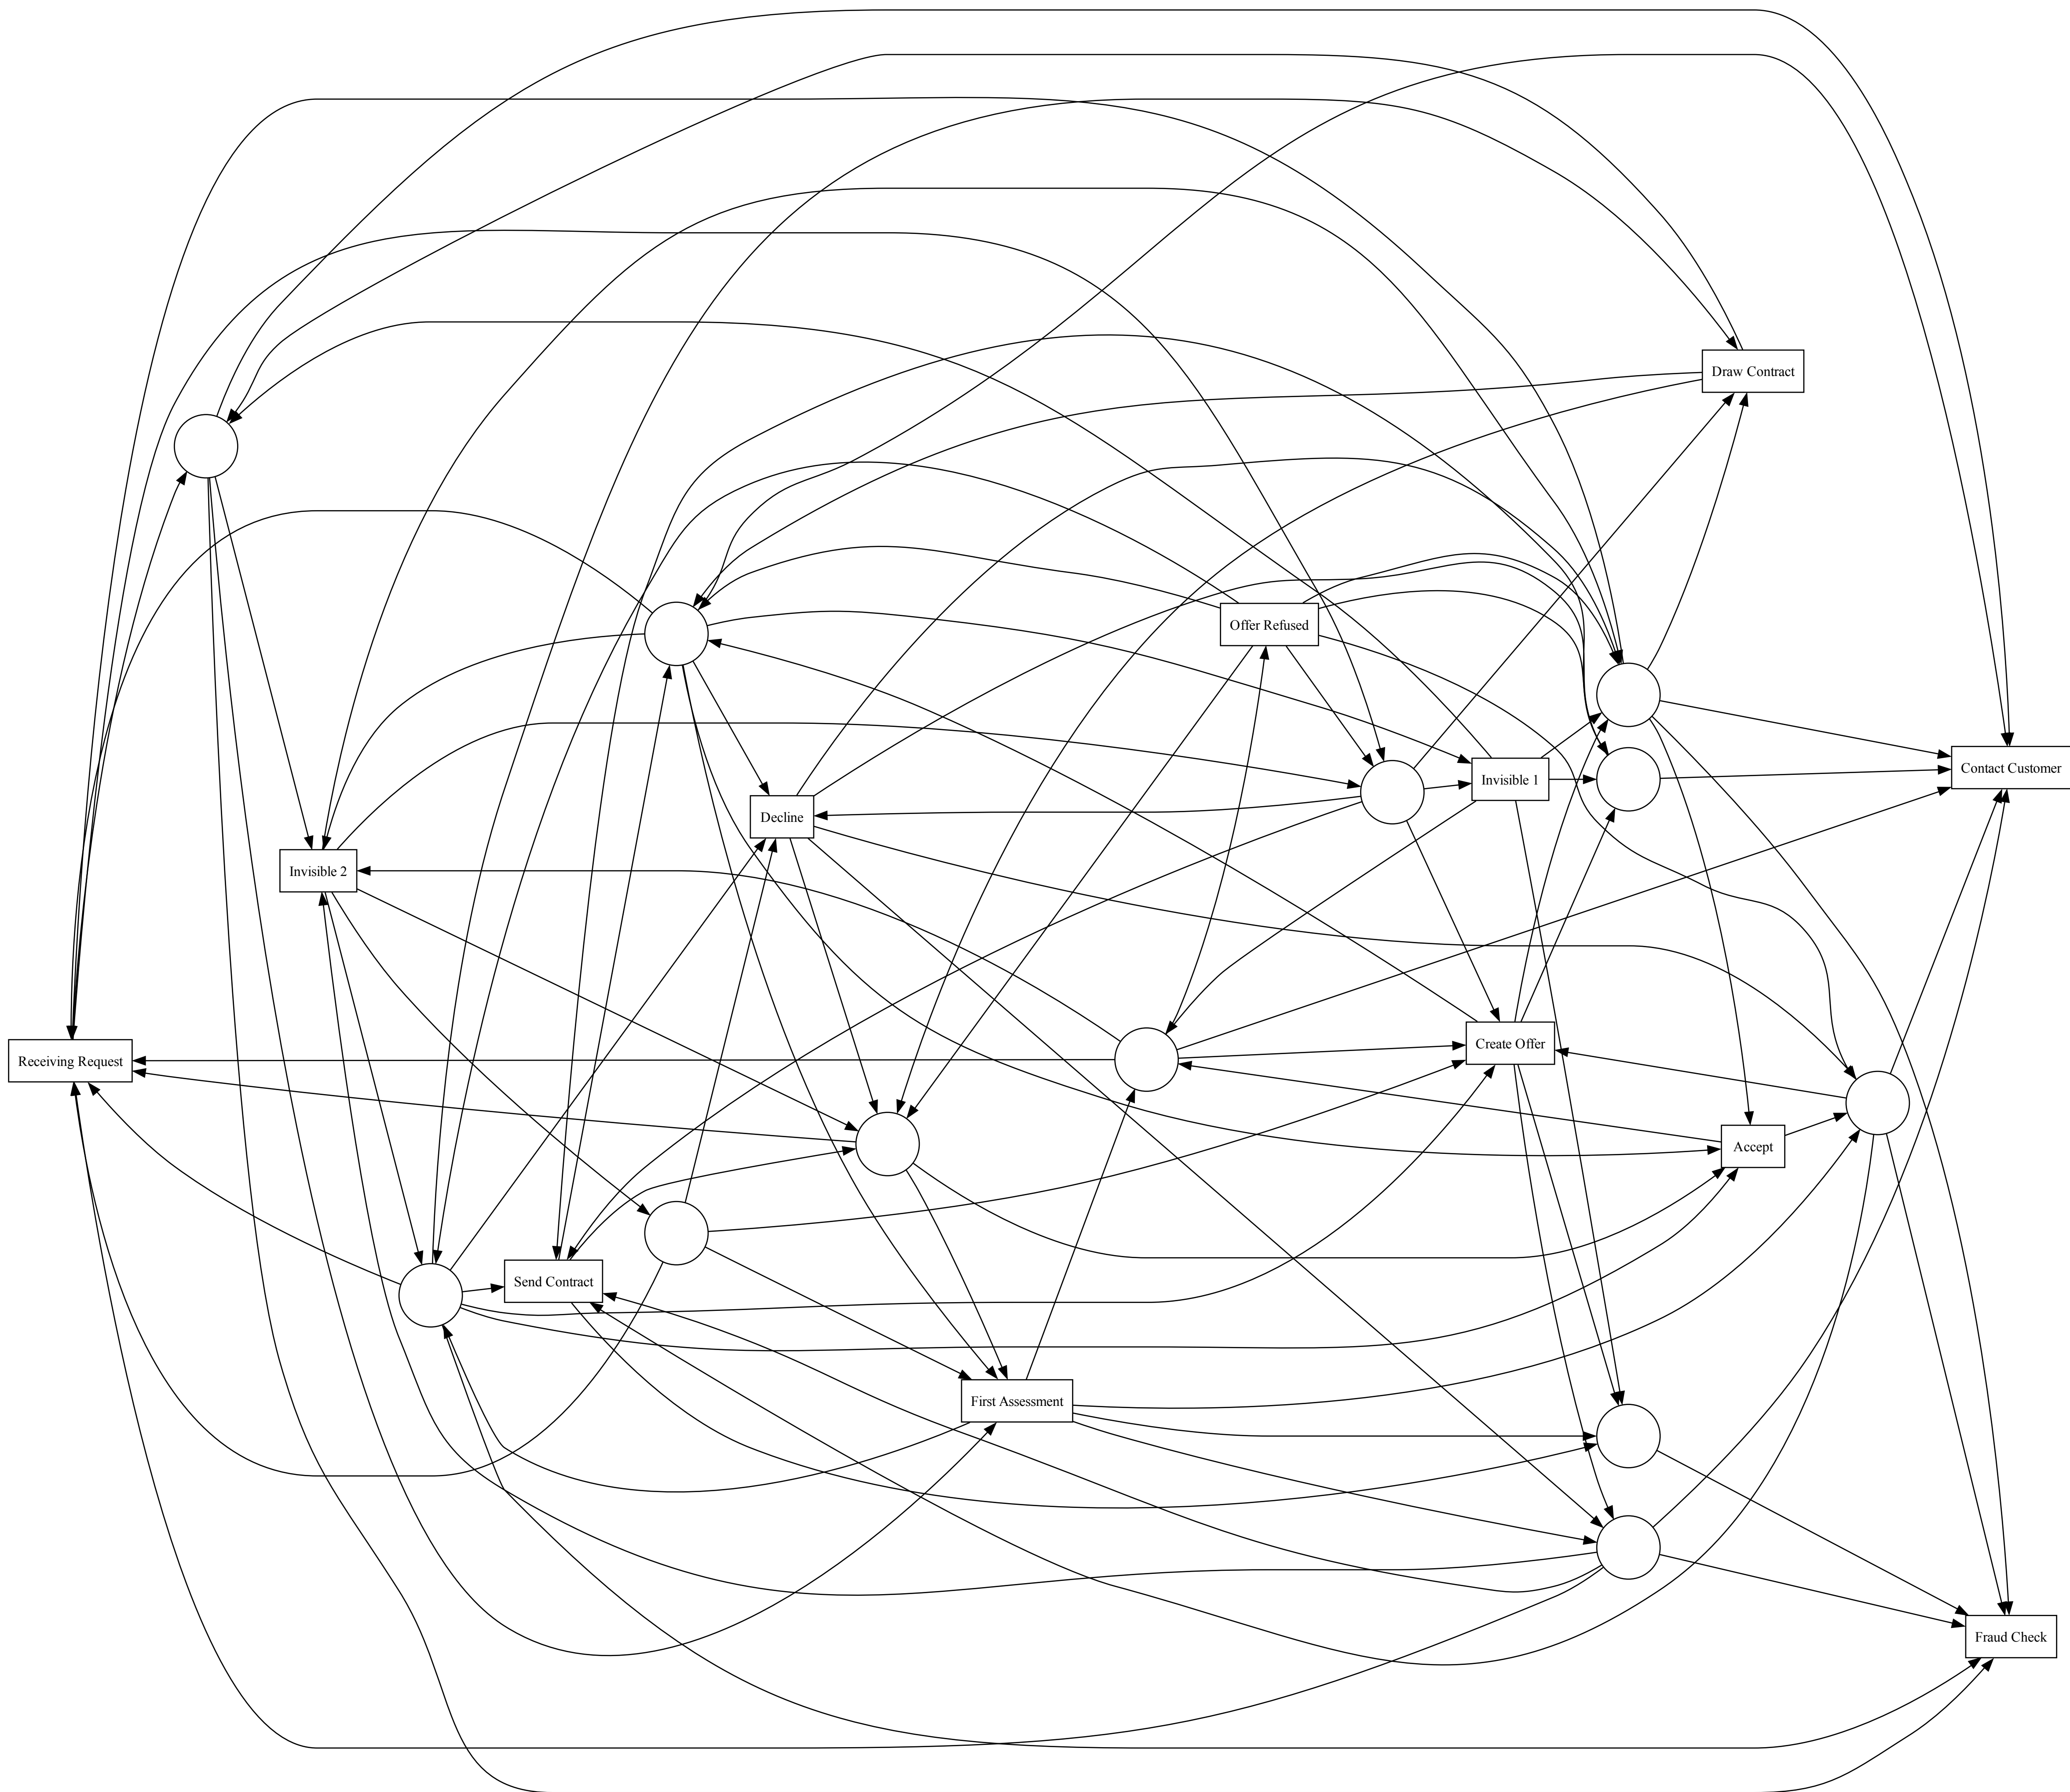 Draw Contract
Offer Refused
Contact Customer
Invisible 1
Decline
Invisible 2
Create Offer
Receiving Request
Accept
Send Contract
First Assessment
Fraud Check